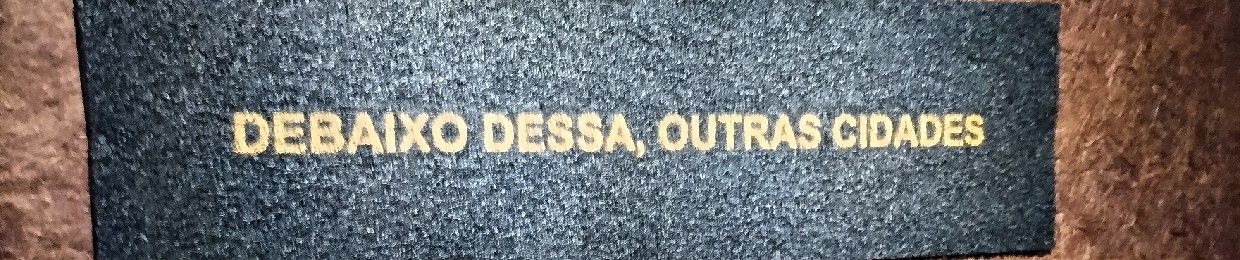 DEBAIXO DESSA, OUTRAS CIDADES